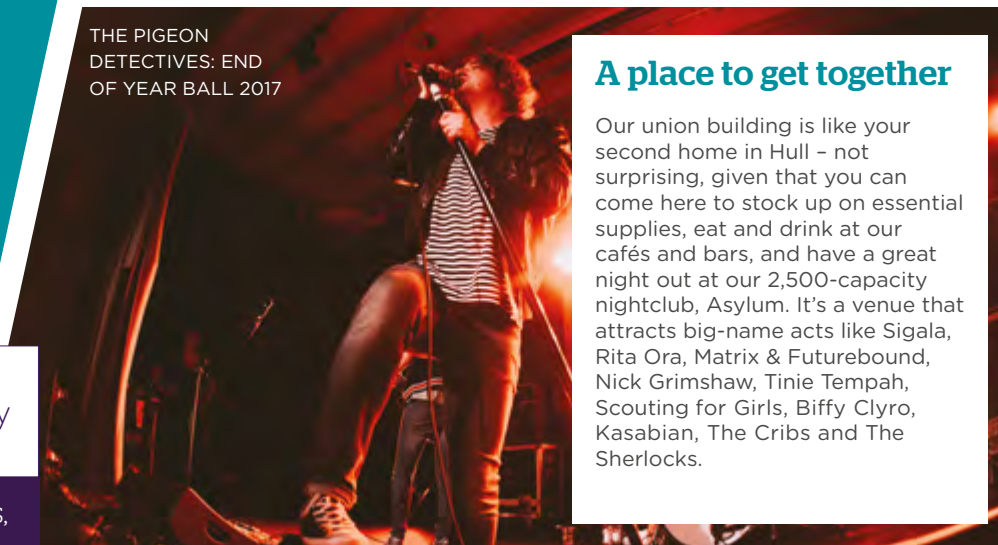 THE PIGEON
DETECTIVES: END
OF YEAR BALL 2017
A place to get together
Our union building is like your
second home in Hull – not
surprising, given that you can
come here to stock up on essential
supplies, eat and drink at our
cafés and bars, and have a great
night out at our 2,500-capacity
nightclub, Asylum. It’s a venue that
attracts big-name acts like Sigala,
Rita Ora, Matrix & Futurebound,
Nick Grimshaw, Tinie Tempah,
Scouting for Girls, Biffy Clyro,
Kasabian, The Cribs and The
Sherlocks.